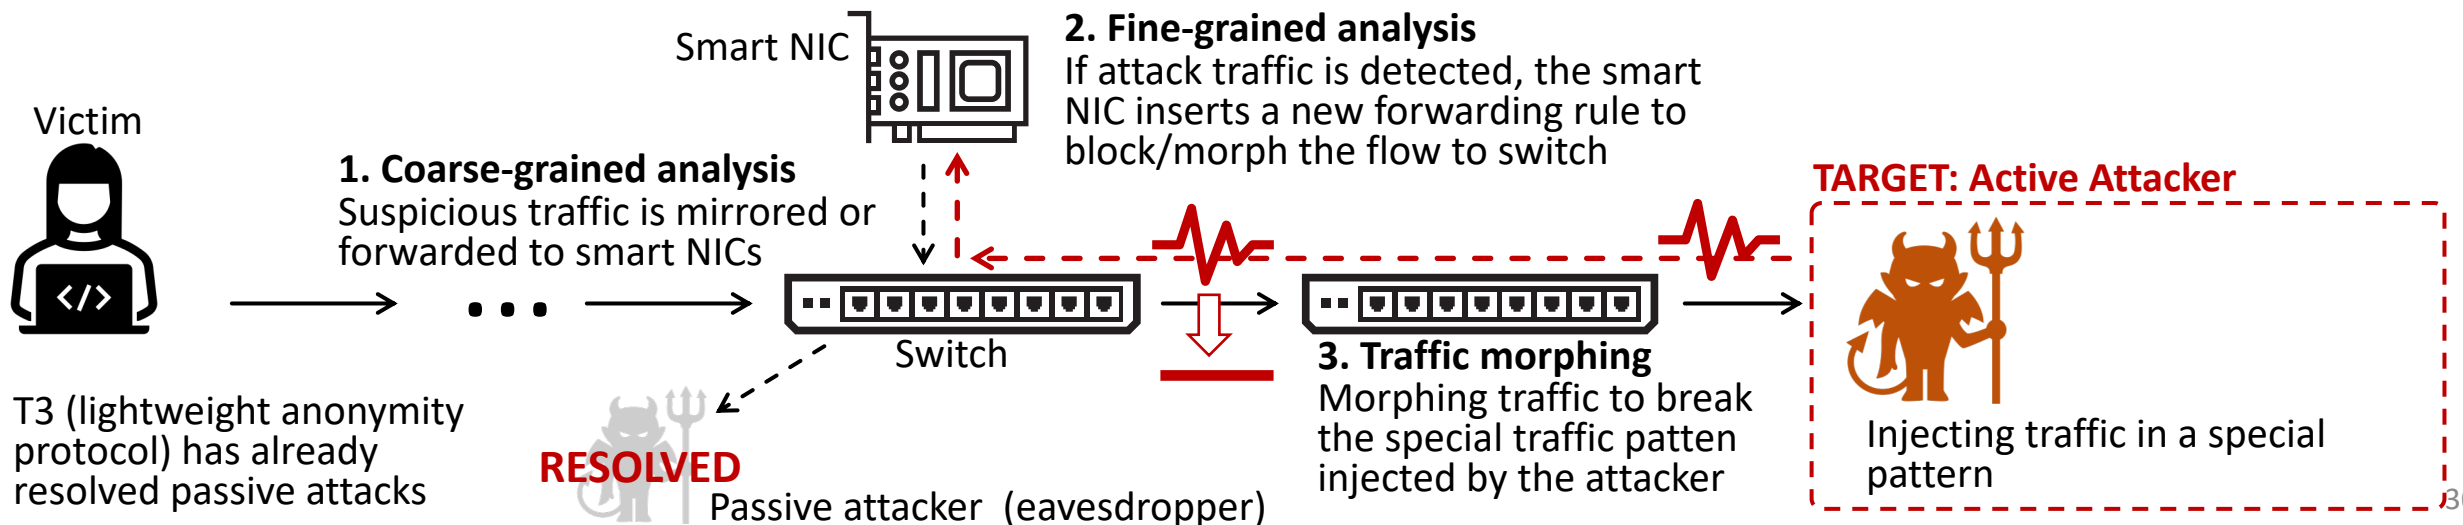 Victim
</>
T3 (lightweight anonymity
protocol) has already
resolved passive attacks
1. Coarse-grained analysis
Suspicious traffic is mirrored or
forwarded to smart NICs
...
Smart NIC
Switch
RESOLVED
Passive attacker (eavesdropper)
2. Fine-grained analysis
If attack traffic is detected, the smart
NIC inserts a new forwarding rule to
block/morph the flow to switch
3. Traffic morphing
Morphing traffic to break
the special traffic patten
injected by the attacker
TARGET: Active Attacker
Injecting traffic in a special
pattern